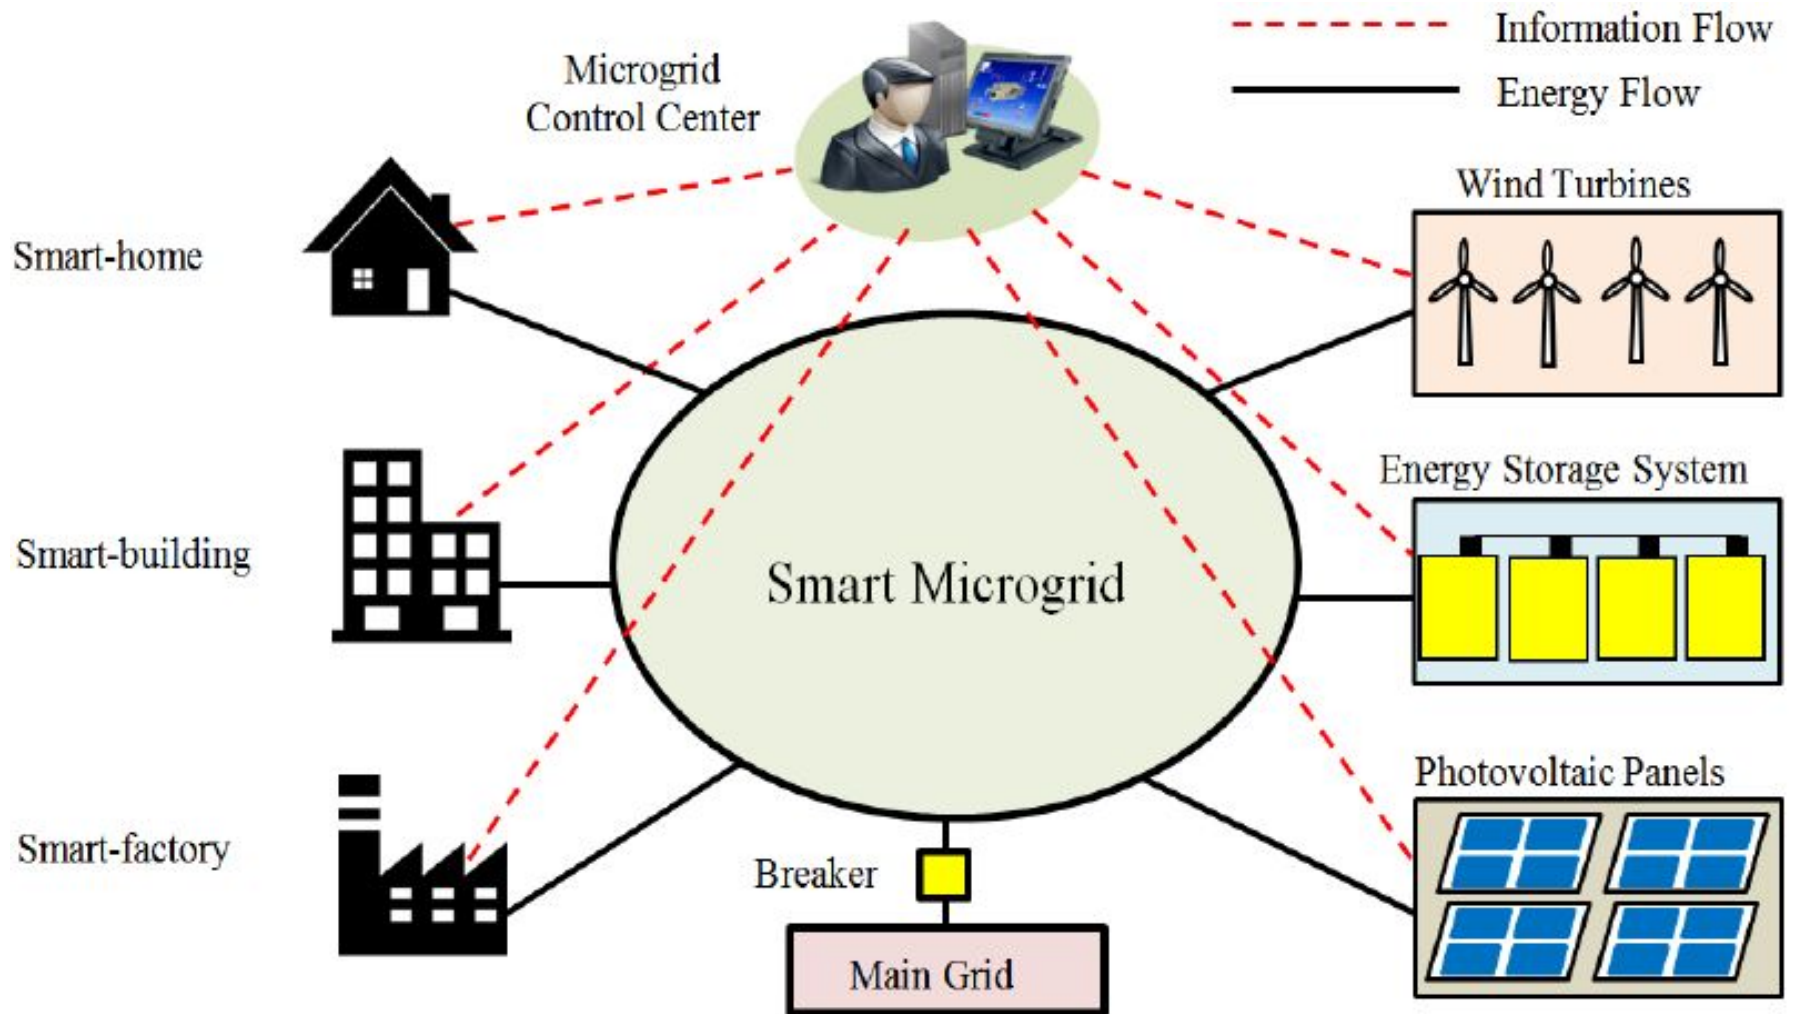 Information Flow
Energy Flow
Microgrid
Control Center
Wind Turbines
Smart-home
Energy Storage System
Smart-building
Smart Microgrid
Photovoltaic Panels
Smart-factory
Breaker
Main Grid